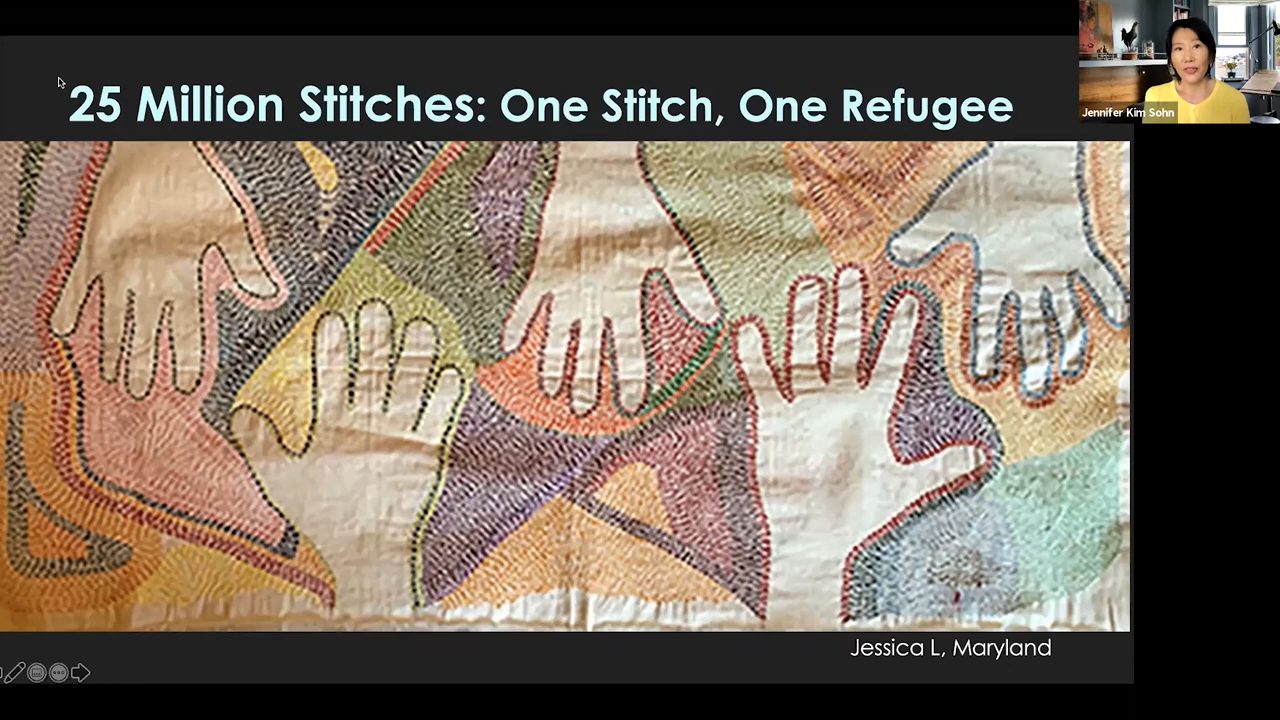 25 Million Stitches: One Stitch, One Refugee
Jennifer Kim Sohn
Jessica L, Maryland